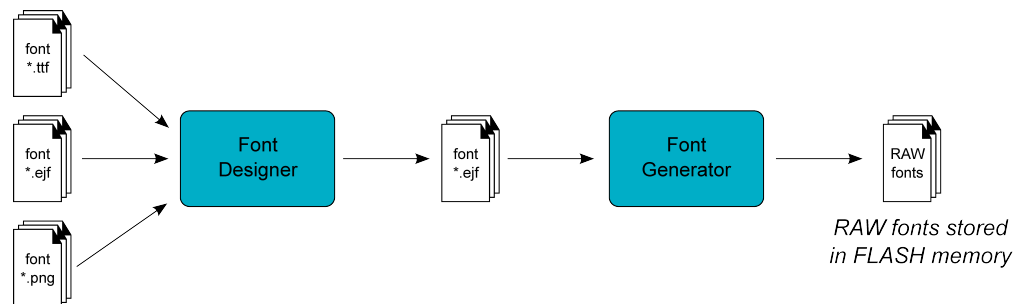 font
*.ttf
font
*.ejf
font
*.png
Font
Designer
font
*.ejf
Font
Generator
RAW
fonts
RAW fonts stored
in FLASH memory